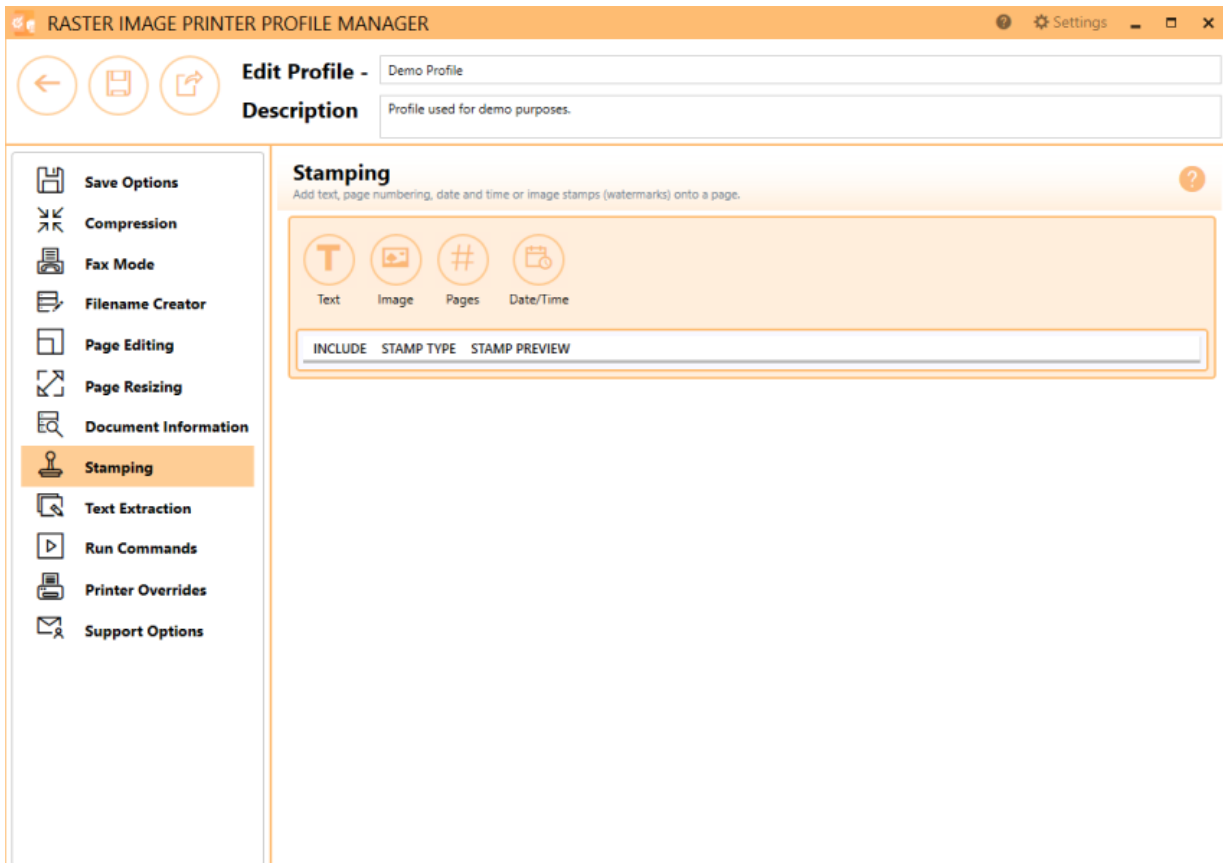 RASTER IMAGE PRINTER PROFILE MANAGER
? Settings
Edit Profile - Demo Profile
Description Profile used for demo purposes.
Save Options
Compression
Fax Mode
Filename Creator
Page Editing
Page Resizing
Document Information
Stamping
Text Extraction
Run Commands
Printer Overrides
Support Options
Stamping
?
Add text, page numbering, date and time or image stamps (watermarks) onto a page.
T # 
Text Image Pages Date/Time
INCLUDE STAMP TYPE STAMP PREVIEW